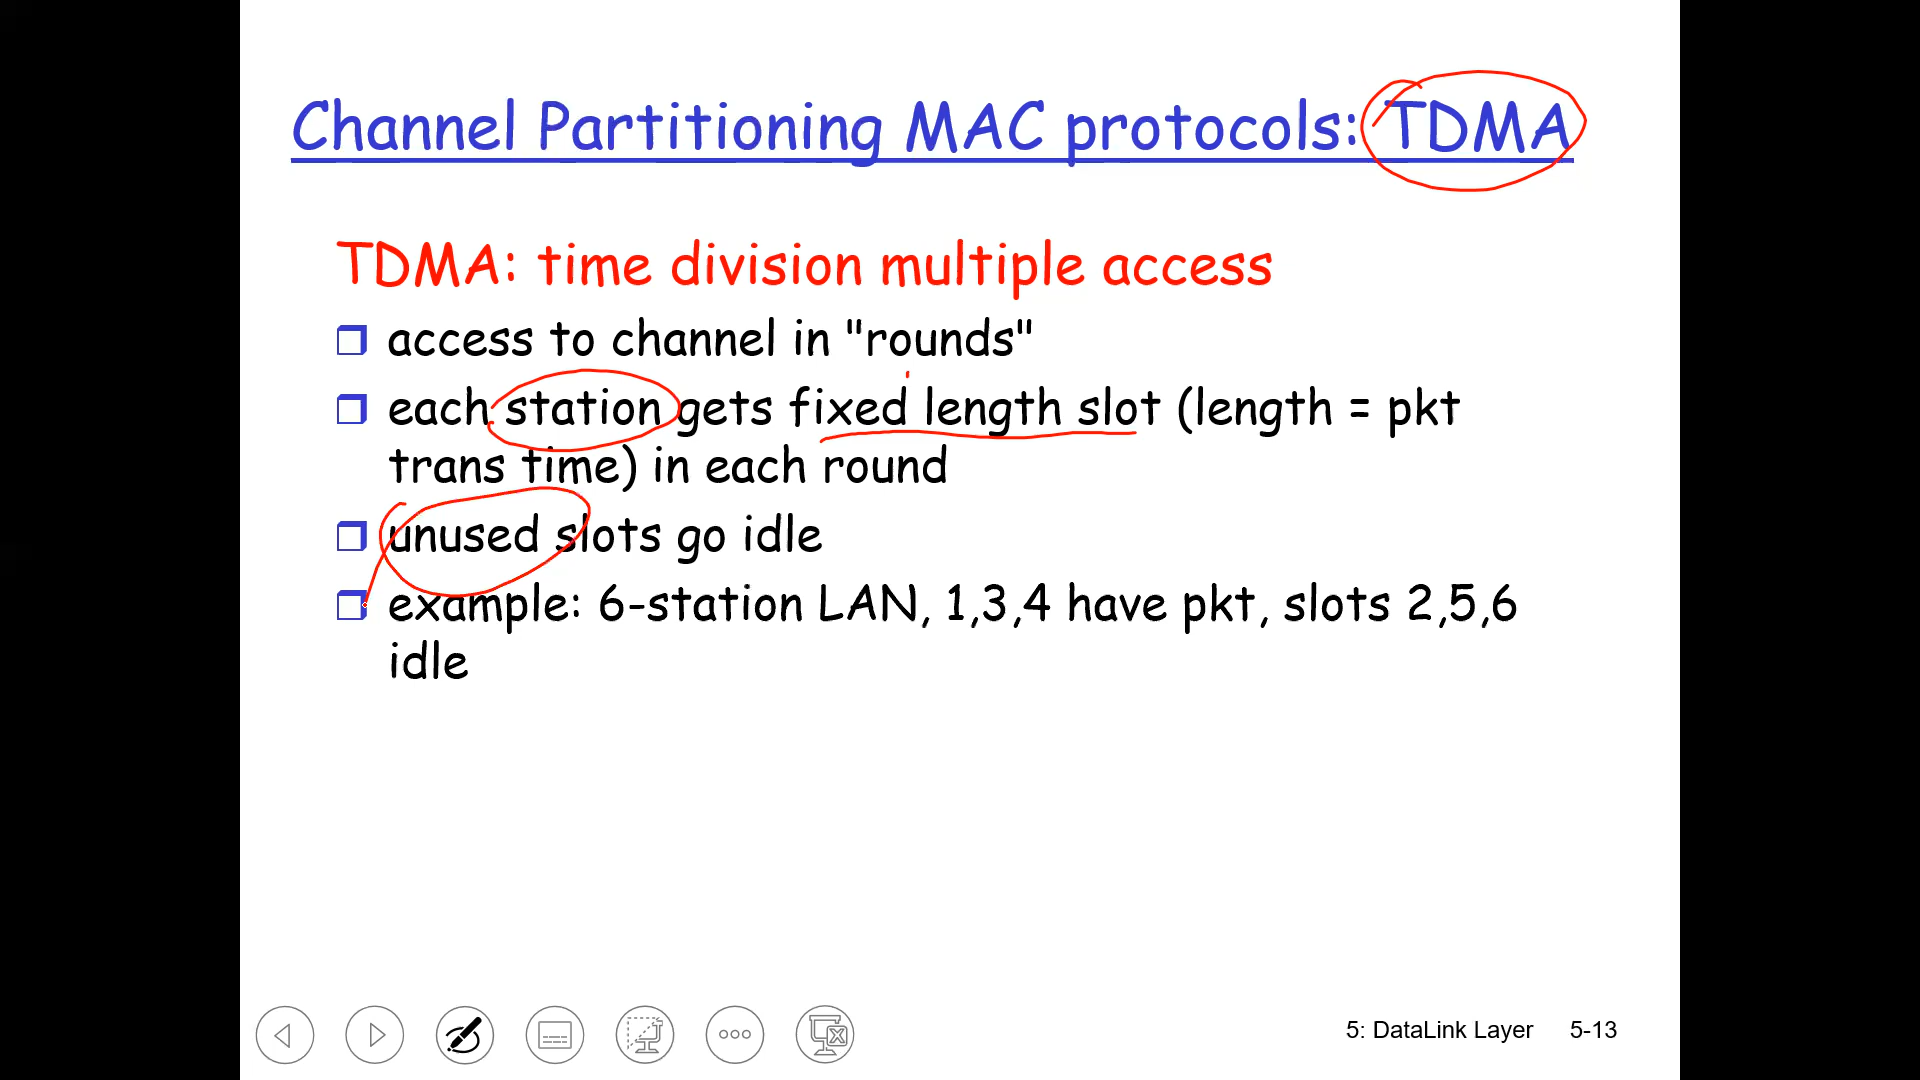 Channel Partitioning MAC protocols: TDMA
TDMA: time division multiple access
access to channel in "rounds"
each station gets fixed length slot (length = pkt
trans time) in each round
unused slots go idle
example: 6-station LAN, 1,3,4 have pkt, slots 2,5,6
idle
5: DataLink Layer 5-13